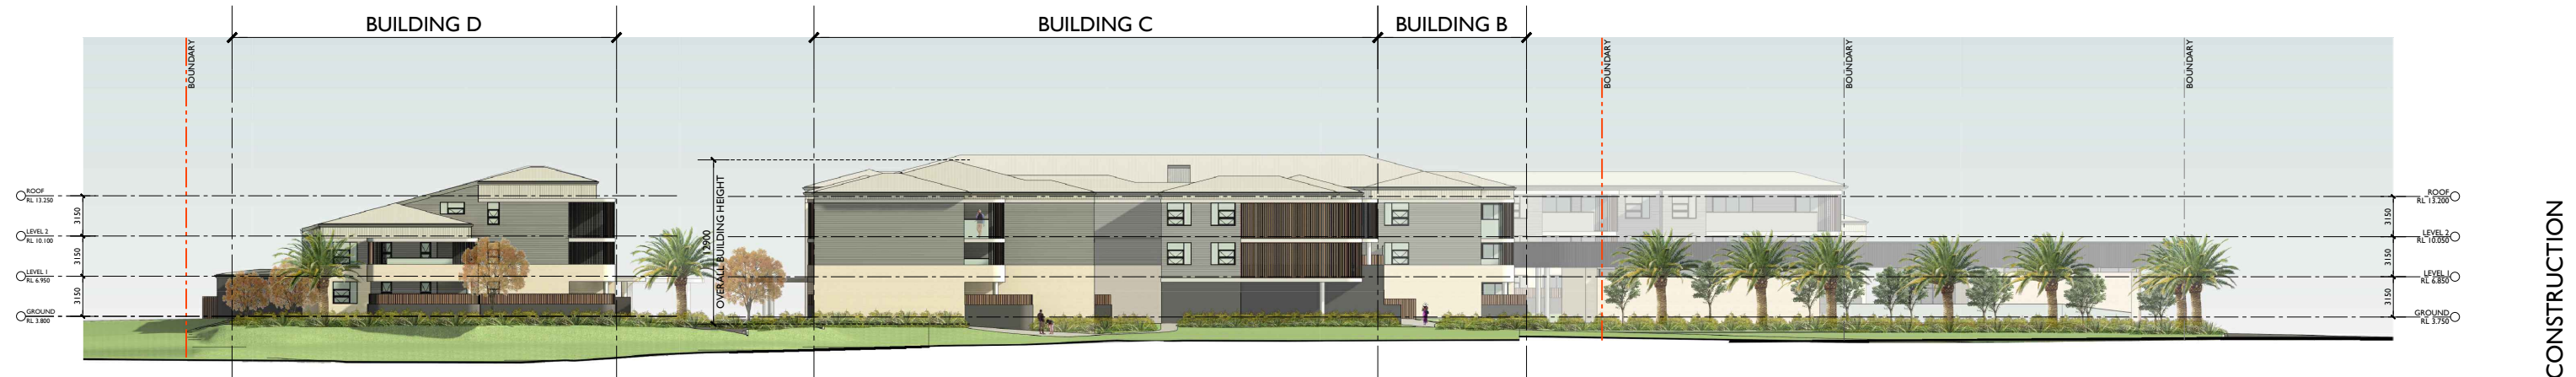 BUILDING D
BUILDING C
BUILDING B
BOUNDARY
BOUNDARY
BOUNDARY
BOUNDARY
ROOF
RL 13.250
3150
LEVEL 2
RL 10.100
3150
LEVEL 1
RL 6.950
3150
GROUND
RL 3.800
12900
OVERALL BUILDING HEIGHT
ROOF
RL 13.200
3150
LEVEL 2
RL 10.050
3150
LEVEL 1
RL 6.850
3150
GROUND
RL 3.750
CONSTRUCTION